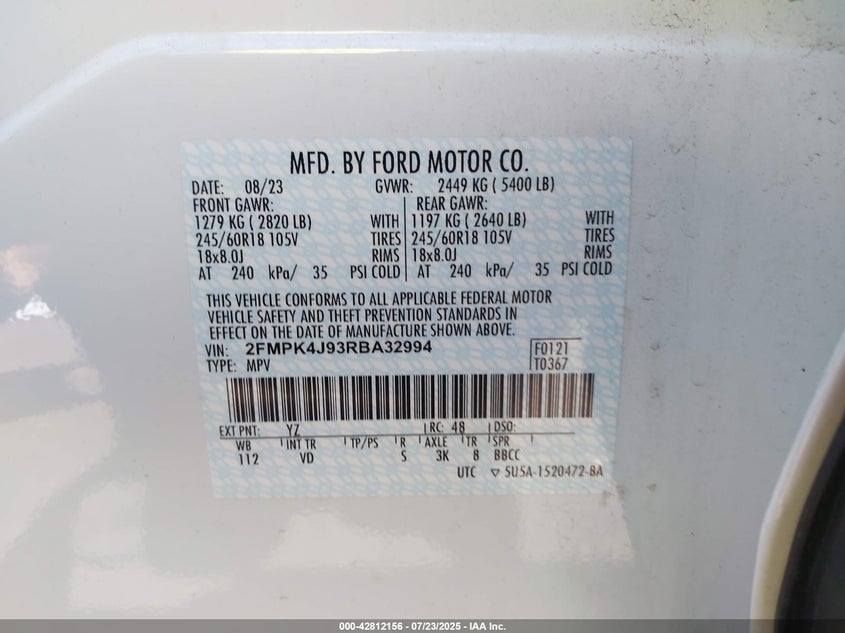 MFD. BY FORD MOTOR CO.
DATE: 08/23 GVWR: 2449 KG ( 5400 LB)
FRONT GAWR: REAR GAWR:
1279 KG ( 2820 LB) WITH 1197 KG ( 2640 LB) WITH
245/60R18 105V TIRES 245/60R18 105V TIRES
18x8.0J RIMS 18x8.0J RIMS
AT 240 kPa/ 35 PSI COLD AT 240 kPa/ 35 PSI COLD
THIS VEHICLE CONFORMS TO ALL APPLICABLE FEDERAL MOTOR
VEHICLE SAFETY AND THEFT PREVENTION STANDARDS IN
EFFECT ON THE DATE OF MANUFACTURE SHOWN ABOVE.
VIN: 2FMPK4J93RBA32994 F0121
TYPE: MPV T0367
EXT PNT: YZ RC: 48 DSO:
WB INT TR TP/PS R AXLE TR SPR
112 VD S 3K 8 BBCC
UTC ▽ 5U5A-1520472-BA
000-42812156 - 07/23/2025 - IAA Inc.